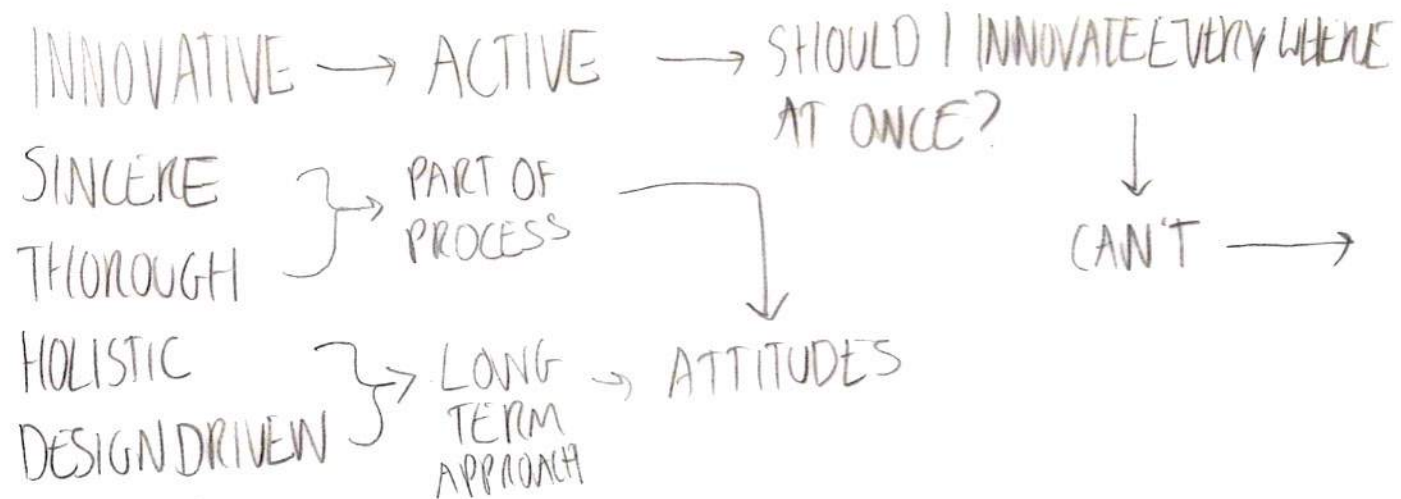 INNOVATIVE → ACTIVE → SHOULD I INNOVATE EVERYWHERE
AT ONCE?
SINCERE
THOROUGH
PART OF
PROCESS
CAN'T →
HOLISTIC
DESIGN DRIVEN
LONG
TERM
APPROACH
→ ATTITUDES